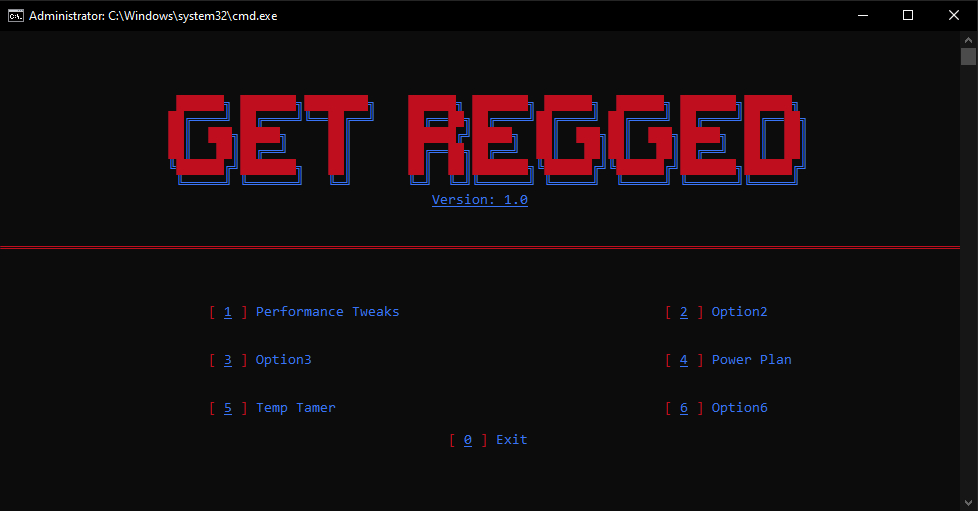 Administrator: C:\Windows\system32\cmd.exe
GET REGGED
Version: 1.0
[ 1 ] Performance Tweaks [ 2 ] Option2
[ 3 ] Option3 [ 4 ] Power Plan
[ 5 ] Temp Tamer [ 6 ] Option6
[ 0 ] Exit